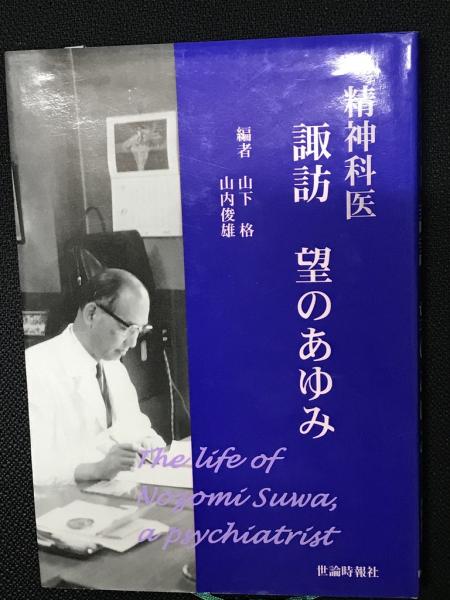 精神科医
諏訪 望のあゆみ
編者 山下 格
山内俊雄
The life of
Nozomi Suwa,
a psychiatrist
世論時報社